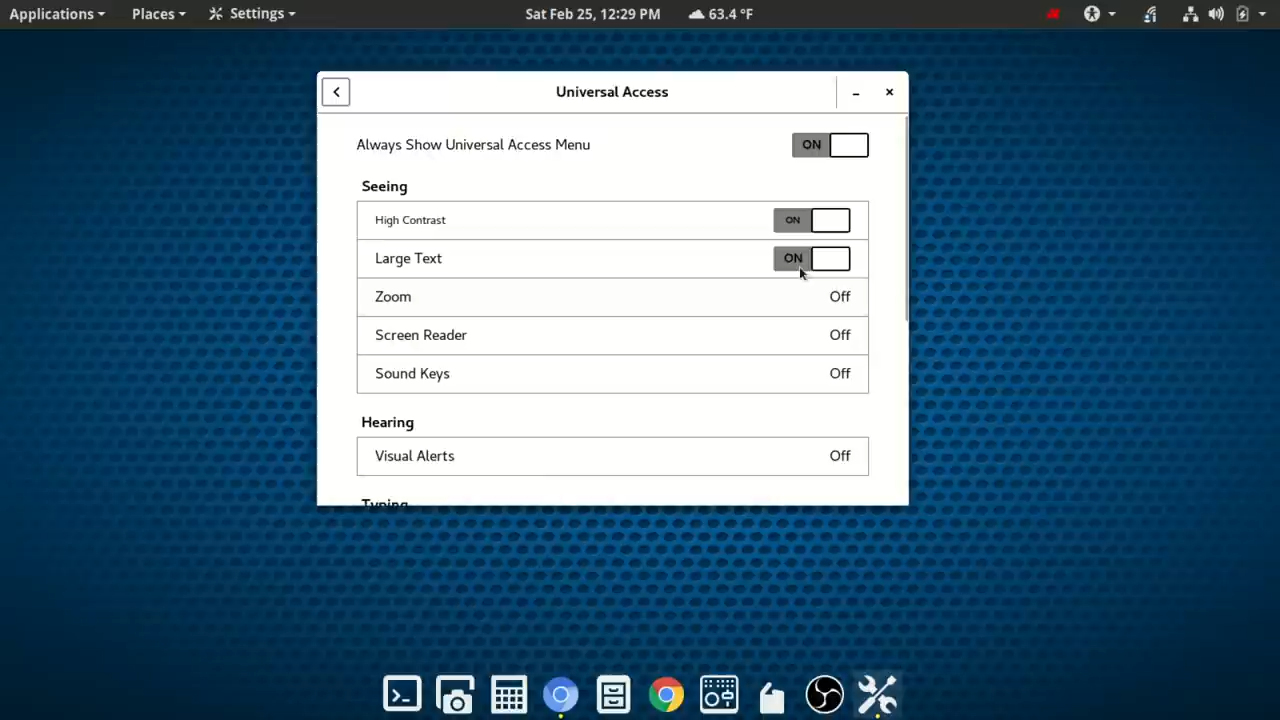 Applications Places Settings Sat Feb 25, 12:29 PM 63.4 °F
Universal Access
Always Show Universal Access Menu ON
Seeing
High Contrast ON
Large Text ON
Zoom Off
Screen Reader Off
Sound Keys Off
Hearing
Visual Alerts Off
Typing